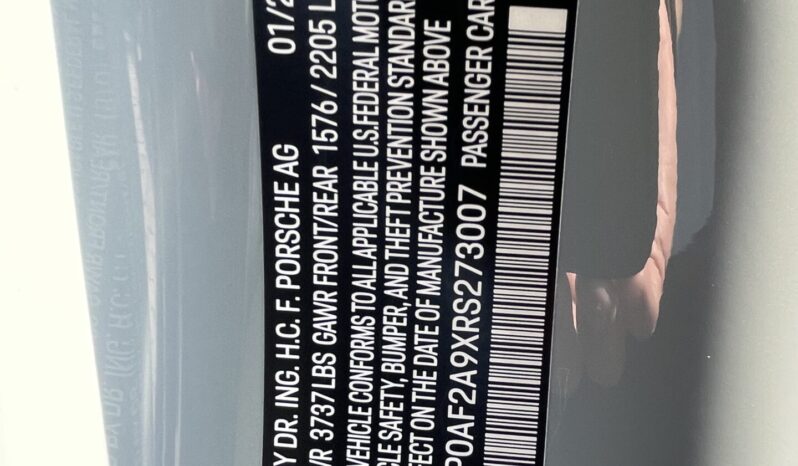 Y DR. ING. H.C. F. PORSCHE AG 01/2
VR 3737 LBS GAWR FRONT/REAR 1576 / 2205 L
VEHICLE CONFORMS TO ALL APPLICABLE U.S. FEDERAL MOTO
CLE SAFETY, BUMPER, AND THEFT PREVENTION STANDAR
FECT ON THE DATE OF MANUFACTURE SHOWN ABOVE
P0AF2A9XRS273007 PASSENGER CAR